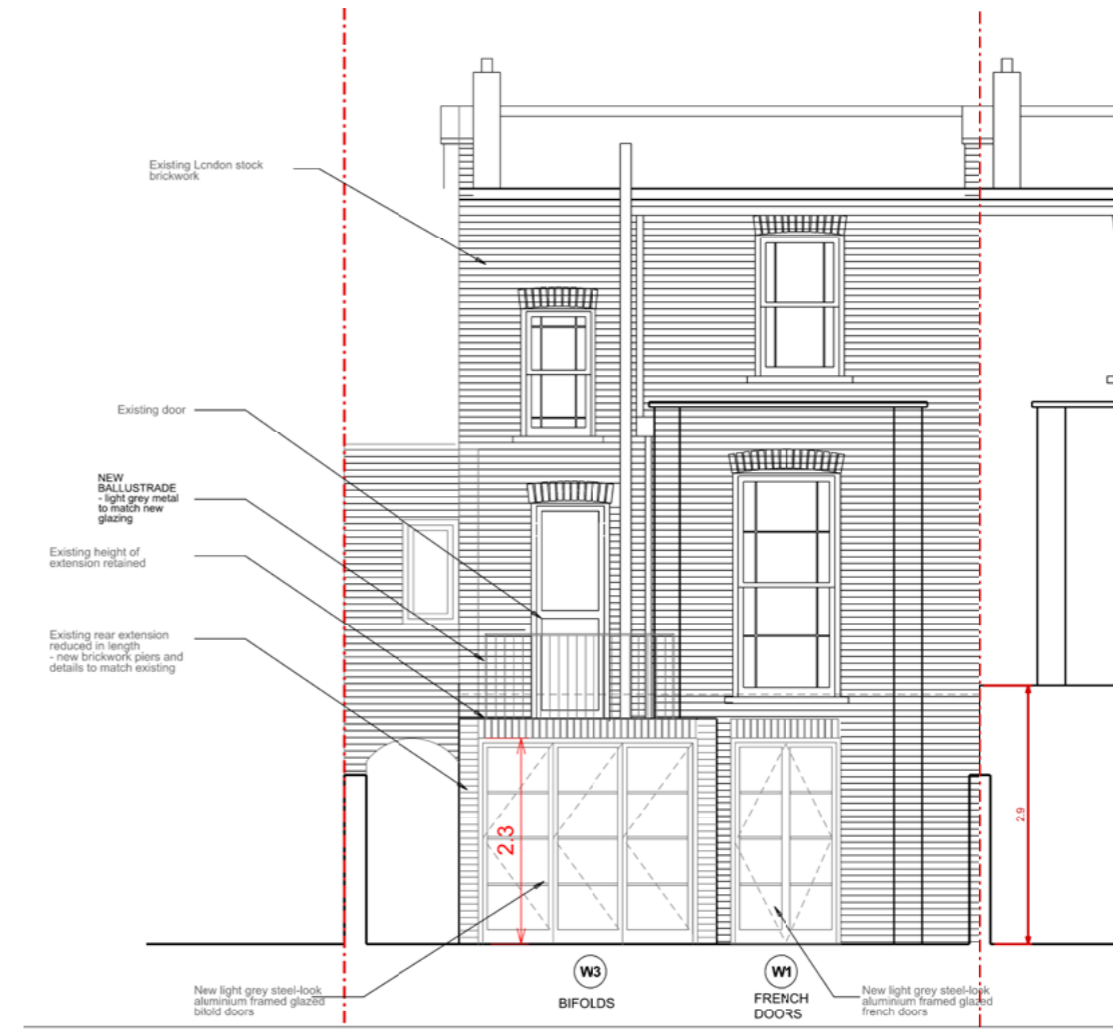 Existing London stock
brickwork
Existing door
NEW
BALLUSTRADE
- light grey metal
to match new
glazing
Existing height of
extension retained
Existing rear extension
reduced in length
- new brickwork piers and
details to match existing
2.3
2.9
W3
BIFOLDS
W1
FRENCH
DOORS
New light grey steel-look
aluminium framed glazed
bifold doors
New light grey steel-look
aluminium framed glazed
french doors